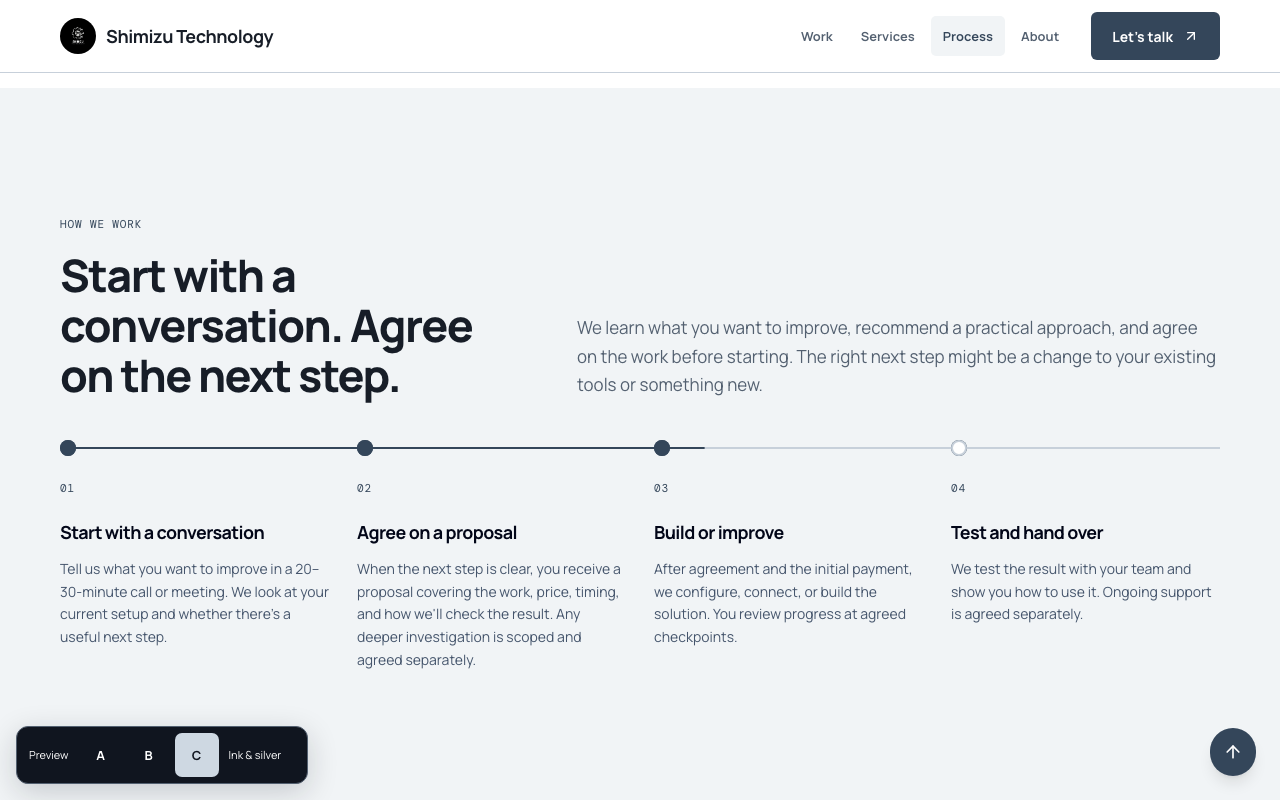 Shimizu Technology
Work
Services
Process
About
Let's talk
HOW WE WORK
Start with a
conversation. Agree
on the next step.
We learn what you want to improve, recommend a practical approach, and agree
on the work before starting. The right next step might be a change to your existing
tools or something new.
01
Start with a conversation
Tell us what you want to improve in a 20–
30-minute call or meeting. We look at your
current setup and whether there's a
useful next step.
02
Agree on a proposal
When the next step is clear, you receive a
proposal covering the work, price, timing,
and how we'll check the result. Any
deeper investigation is scoped and
agreed separately.
03
Build or improve
After agreement and the initial payment,
we configure, connect, or build the
solution. You review progress at agreed
checkpoints.
04
Test and hand over
We test the result with your team and
show you how to use it. Ongoing support
is agreed separately.
Preview
A
B
C
Ink & silver